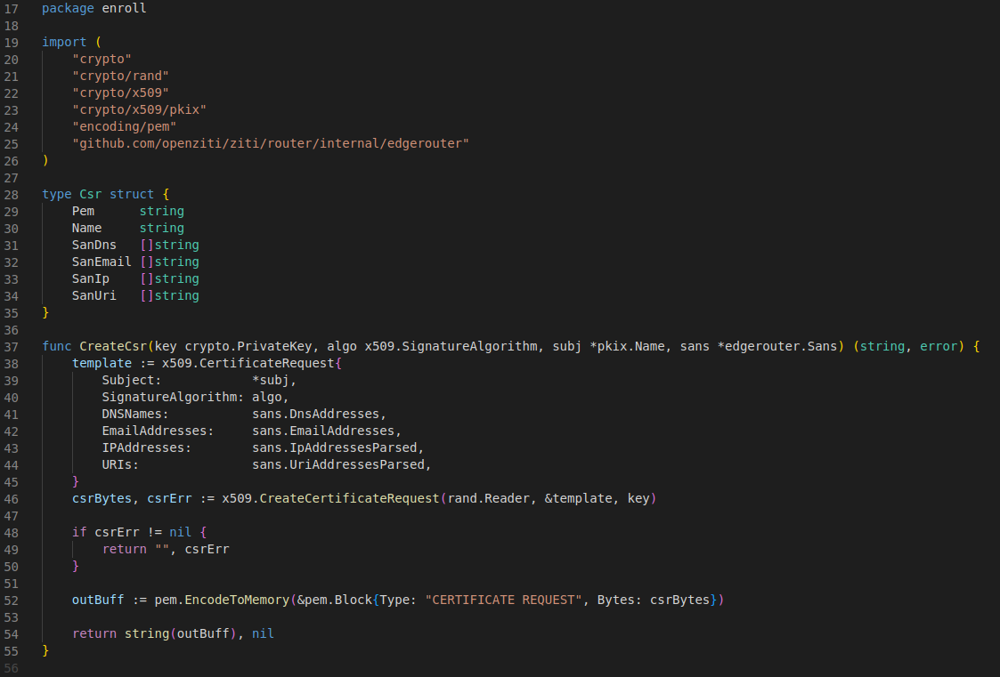 17 package enroll
18
19 import (
20     "crypto"
21     "crypto/rand"
22     "crypto/x509"
23     "crypto/x509/pkix"
24     "encoding/pem"
25     "github.com/openziti/ziti/router/internal/edgerouter"
26 )
27
28 type Csr struct {
29     Pem      string
30     Name     string
31     SanDns   []string
32     SanEmail []string
33     SanIp    []string
34     SanUri   []string
35 }
36
37 func CreateCsr(key crypto.PrivateKey, algo x509.SignatureAlgorithm, subj *pkix.Name, sans *edgerouter.Sans) (string, error) {
38     template := x509.CertificateRequest{
39         Subject:            *subj,
40         SignatureAlgorithm: algo,
41         DNSNames:           sans.DnsAddresses,
42         EmailAddresses:     sans.EmailAddresses,
43         IPAddresses:        sans.IpAddressesParsed,
44         URIs:               sans.UriAddressesParsed,
45     }
46     csrBytes, csrErr := x509.CreateCertificateRequest(rand.Reader, &template, key)
47
48     if csrErr != nil {
49         return "", csrErr
50     }
51
52     outBuff := pem.EncodeToMemory(&pem.Block{Type: "CERTIFICATE REQUEST", Bytes: csrBytes})
53
54     return string(outBuff), nil
55 }
56